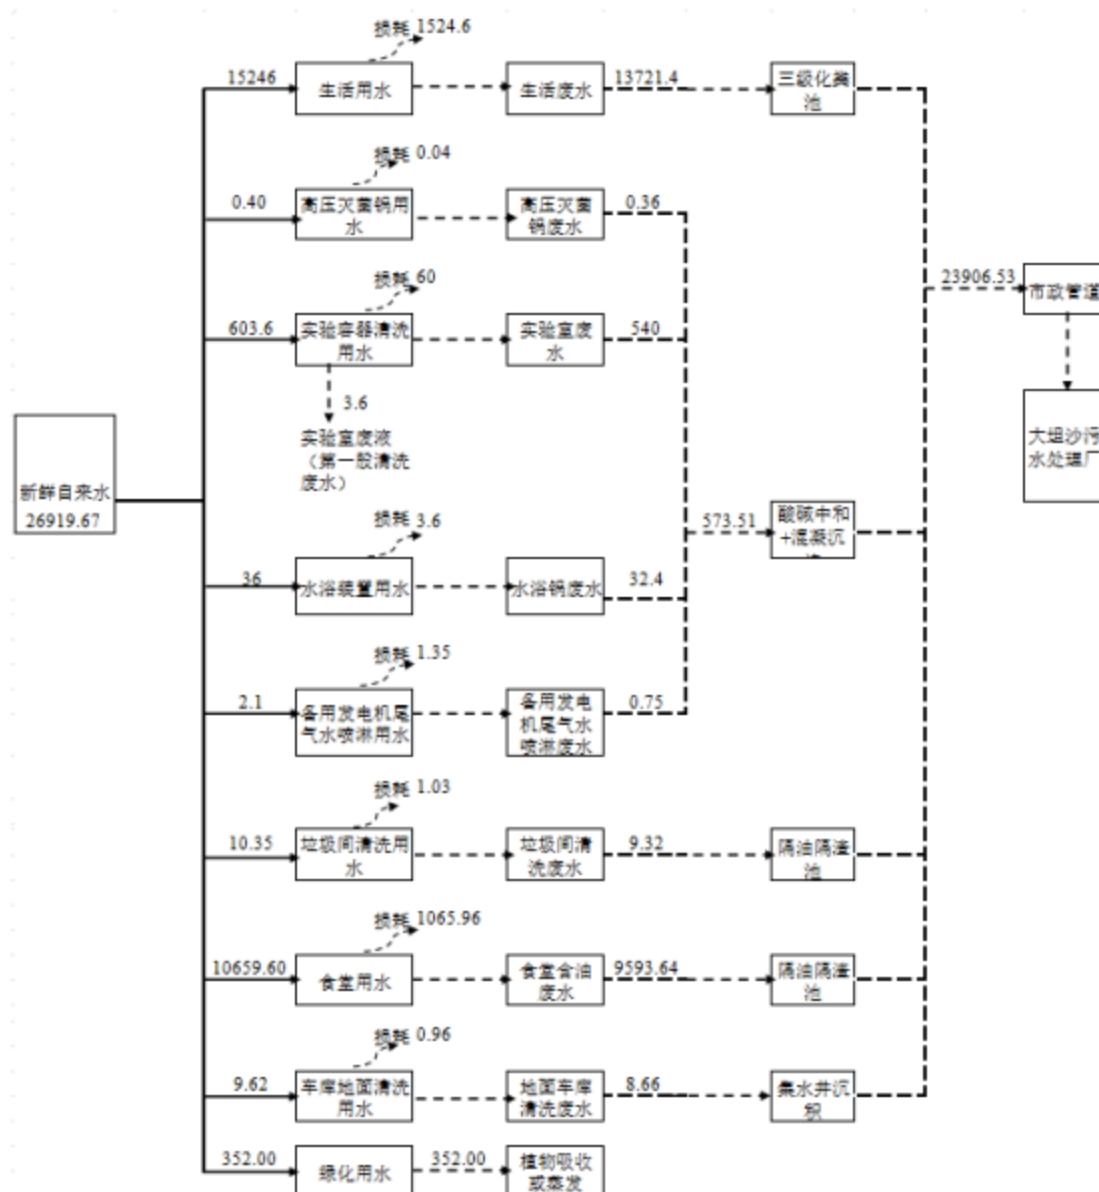 损耗 1524.6
15246
生活用水
生活废水
13721.4
三级化粪
池
损耗 0.04
0.40
高压灭菌锅用
水
高压灭菌
锅废水
0.36
损耗 60
603.6
实验容器清洗
用水
实验室废
水
540
23906.53
市政管道
3.6
实验室废液
（第一股清洗
废水）
大坦沙污
水处理厂
新鲜自来水
26919.67
损耗 3.6
36
水浴装置用水
水浴锅废水
32.4
573.51
酸碱中和
+混凝沉
损耗 1.35
2.1
备用发电机尾
气水喷淋用水
备用发电
机尾气水
喷淋废水
0.75
损耗 1.03
10.35
垃圾间清洗用
水
垃圾间清
洗废水
9.32
隔油隔渣
池
损耗 1065.96
10659.60
食堂用水
食堂含油
废水
9593.64
隔油隔渣
池
损耗 0.96
9.62
车库地面清洗
用水
地面车库
清洗废水
8.66
集水井沉
积
352.00
绿化用水
352.00
植物吸收
或蒸发